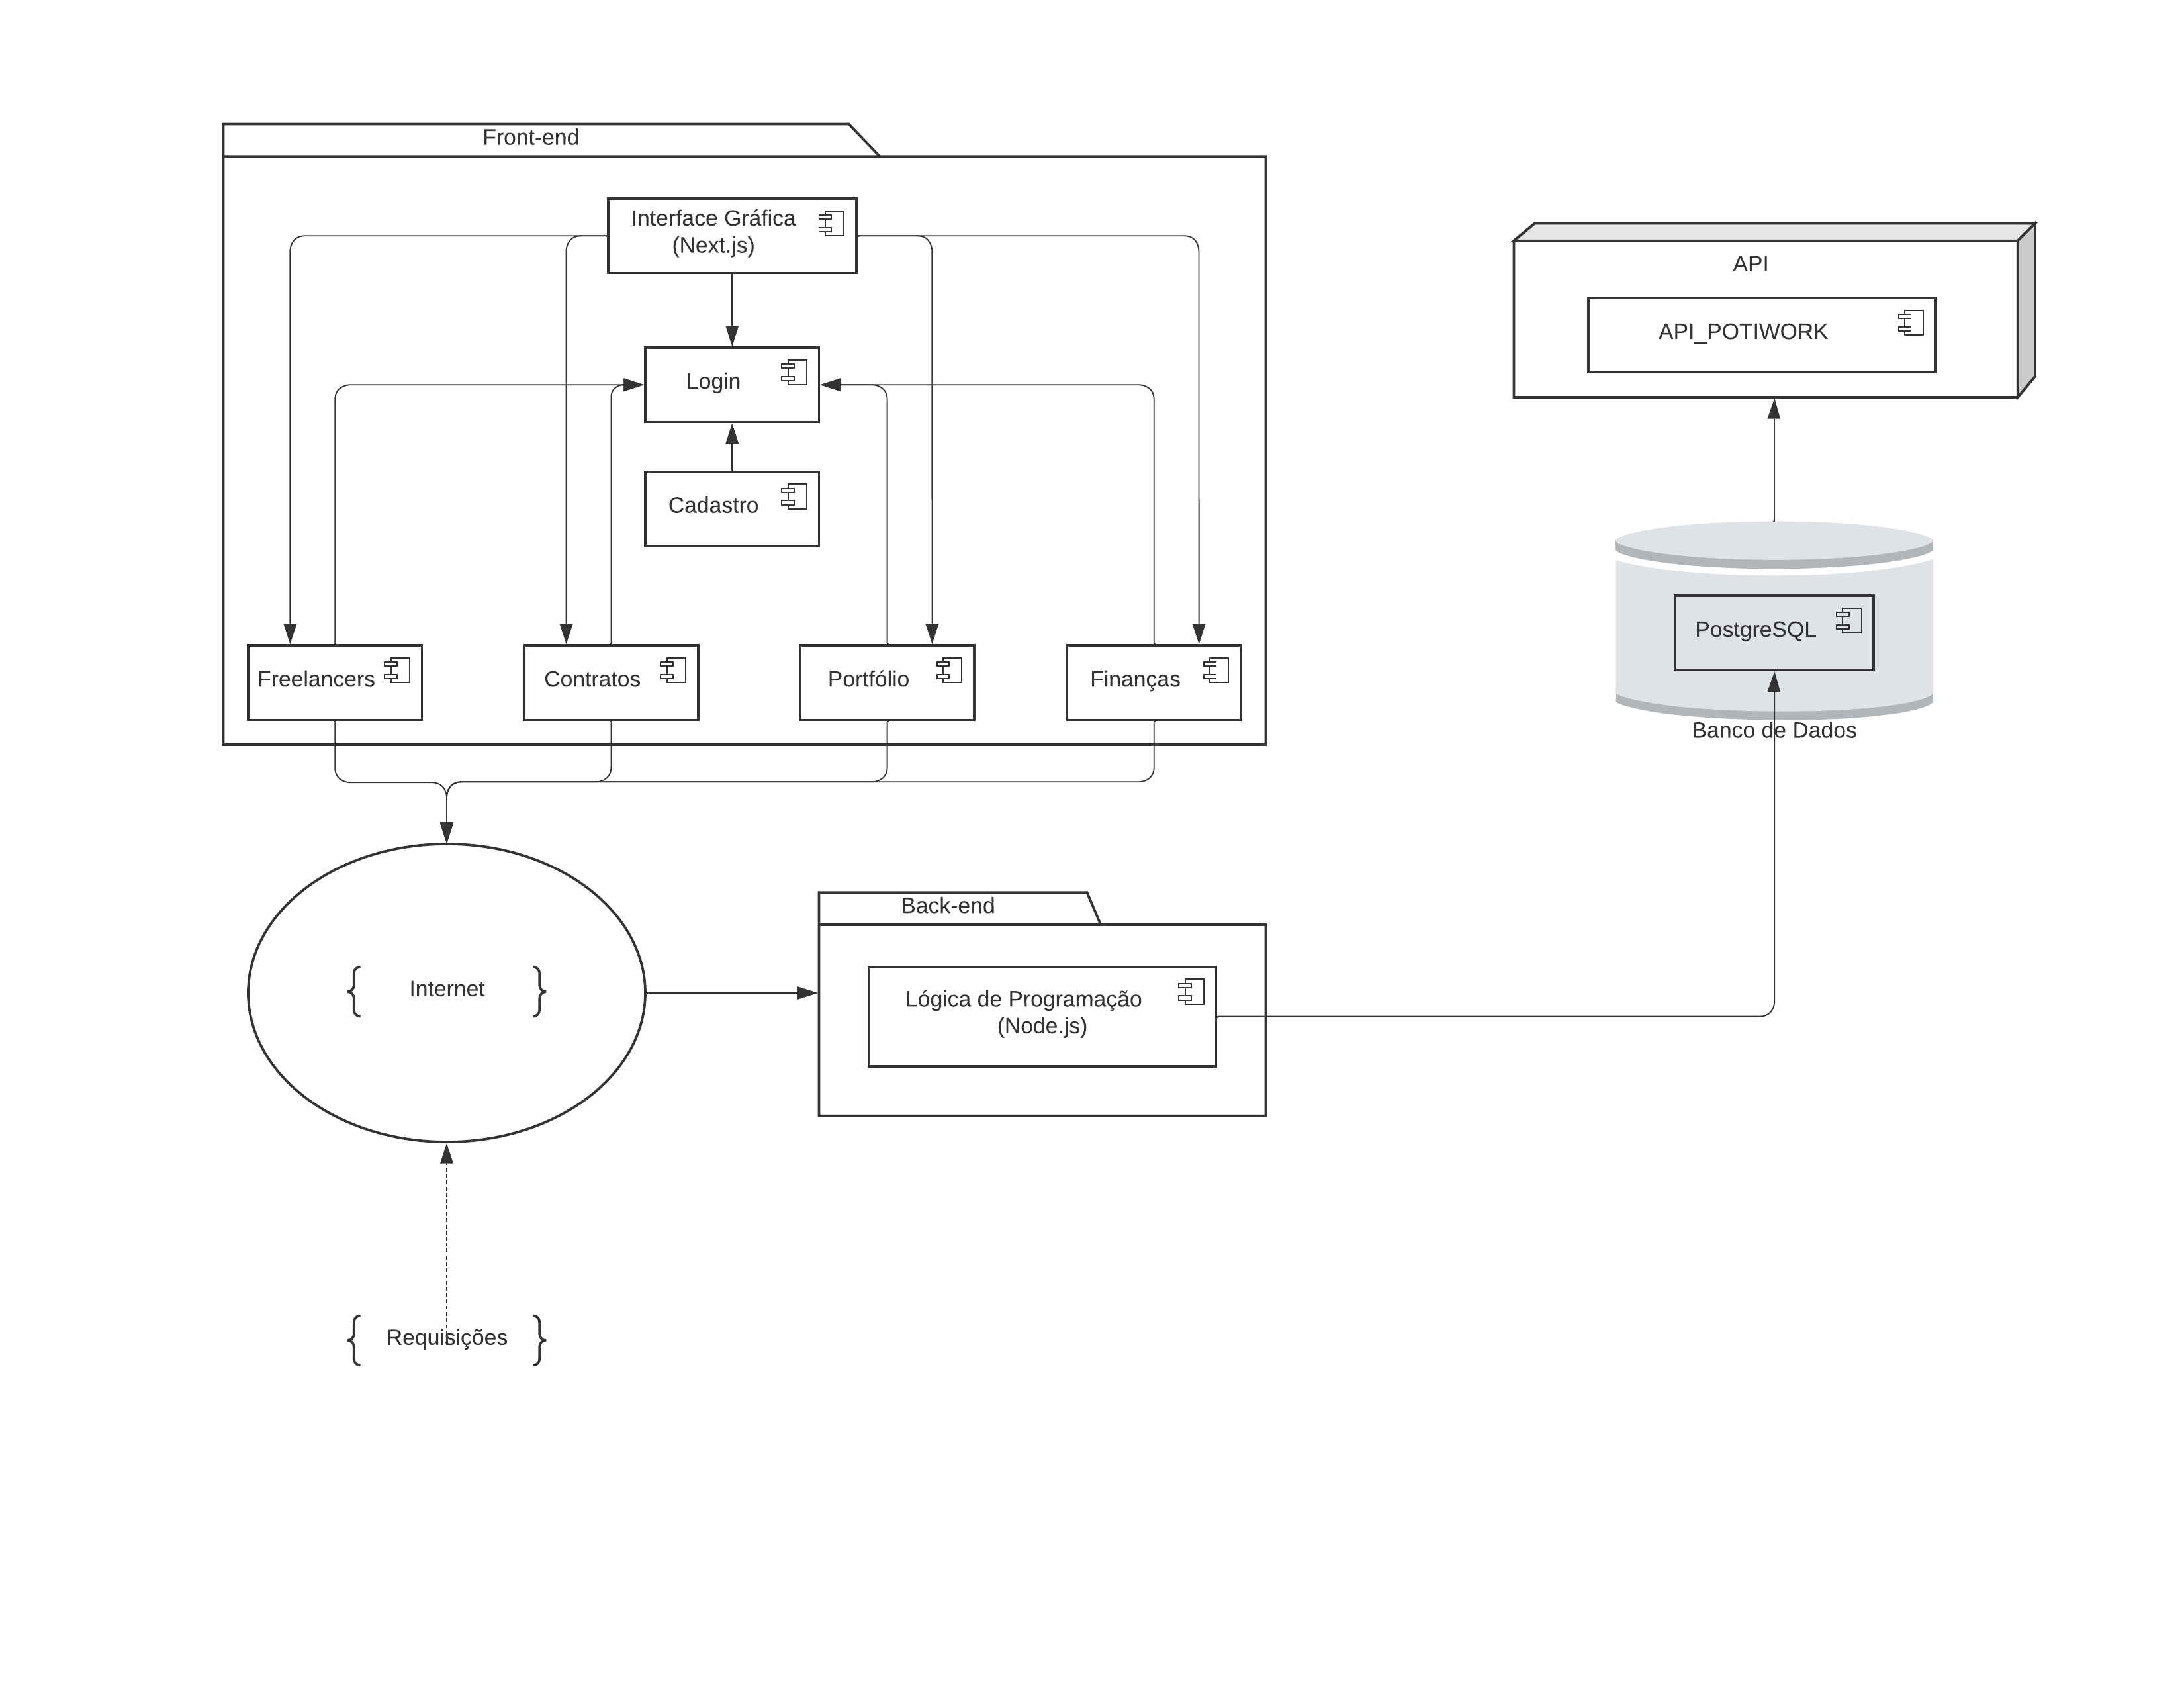 Front-end
Interface Gráfica
(Next.js)
Login
Cadastro
Freelancers
Contratos
Portfólio
Finanças
API
API_POTIWORK
PostgreSQL
Banco de Dados
Internet
Back-end
Lógica de Programação
(Node.js)
Requisições